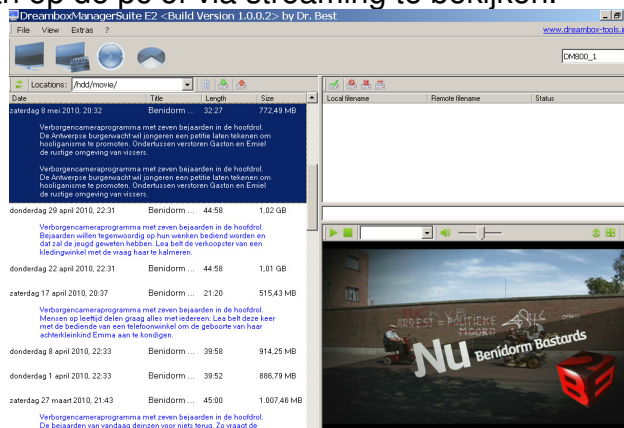 an op de pc of via streaming te bekijken.
DreamboxManagerSuite E2 <Build Version 1.0.0.2> by Dr. Best
File View Extras ?
www.dreambox-tools.in
DM800_1
Locations: /hdd/movie/
Date Title Length Size
Local filename Remote filename Status
zaterdag 8 mei 2010, 20:32 Benidorm ... 32:27 772,49 MB
Verborgencameraprogramma met zeven bejaarden in de hoofdrol.
De Antwerpse burgerwacht wil jongeren een petitie laten tekenen om
hooliganisme te promoten. Ondertussen verstoren Gaston en Emiel
de rustige omgeving van vissers.
Verborgencameraprogramma met zeven bejaarden in de hoofdrol.
De Antwerpse burgerwacht wil jongeren een petitie laten tekenen om
hooliganisme te promoten. Ondertussen verstoren Gaston en Emiel
de rustige omgeving van vissers.
donderdag 29 april 2010, 22:31 Benidorm ... 44:58 1,02 GB
Verborgencameraprogramma met zeven bejaarden in de hoofdrol.
Bejaarden willen tegenwoordig op hun wenken bediend worden en
dat zal de jeugd geweten hebben. Lea belt de verkoopster van een
kledingwinkel met de vraag haar te kalmeren.
donderdag 22 april 2010, 22:31 Benidorm ... 44:58 1,01 GB
zaterdag 17 april 2010, 20:37 Benidorm ... 21:20 515,43 MB
Verborgencameraprogramma met zeven bejaarden in de hoofdrol.
Mensen op leeftijd delen graag alles met iedereen: Lea belt deze keer
met de bediende van een telefoonwinkel om de geboorte van haar
achterkleinkind Emma aan te kondigen.
donderdag 8 april 2010, 22:33 Benidorm ... 39:58 914,25 MB
donderdag 1 april 2010, 22:33 Benidorm ... 39:52 886,79 MB
zaterdag 27 maart 2010, 21:43 Benidorm ... 45:00 1.007,46 MB
Verborgencameraprogramma met zeven bejaarden in de hoofdrol.
De bejaarden van vandaag deinzen voor niets terug. Zo vraagt de
ARREST = POLITIEKE
MOORD
Nu Benidorm Bastards